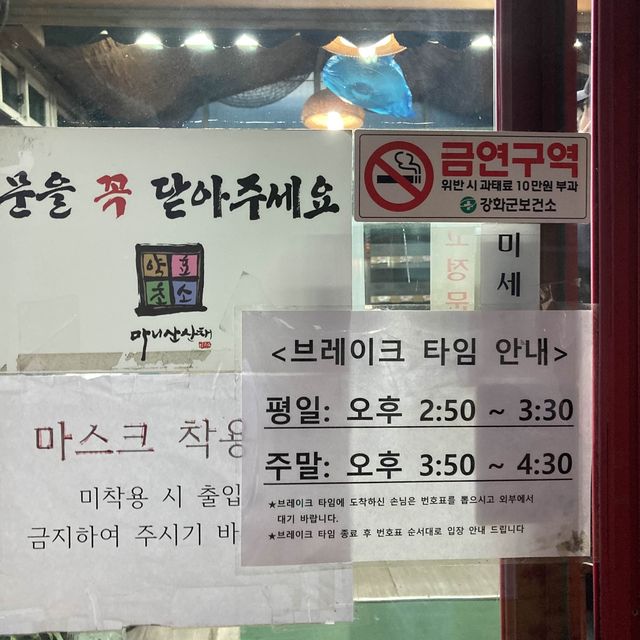 문을 꼭 닫아주세요
약 호
초 소
마니산산채
금연구역
위반 시 과태료 10만원 부과
강화군보건소
고정문
미세
<브레이크 타임 안내>
평일: 오후 2:50 ~ 3:30
주말: 오후 3:50 ~ 4:30
★브레이크 타임에 도착하신 손님은 번호표를 뽑으시고 외부에서
대기 바랍니다.
★브레이크 타임 종료 후 번호표 순서대로 입장 안내 드립니다
마스크 착용
미착용 시 출입
금지하여 주시기 바